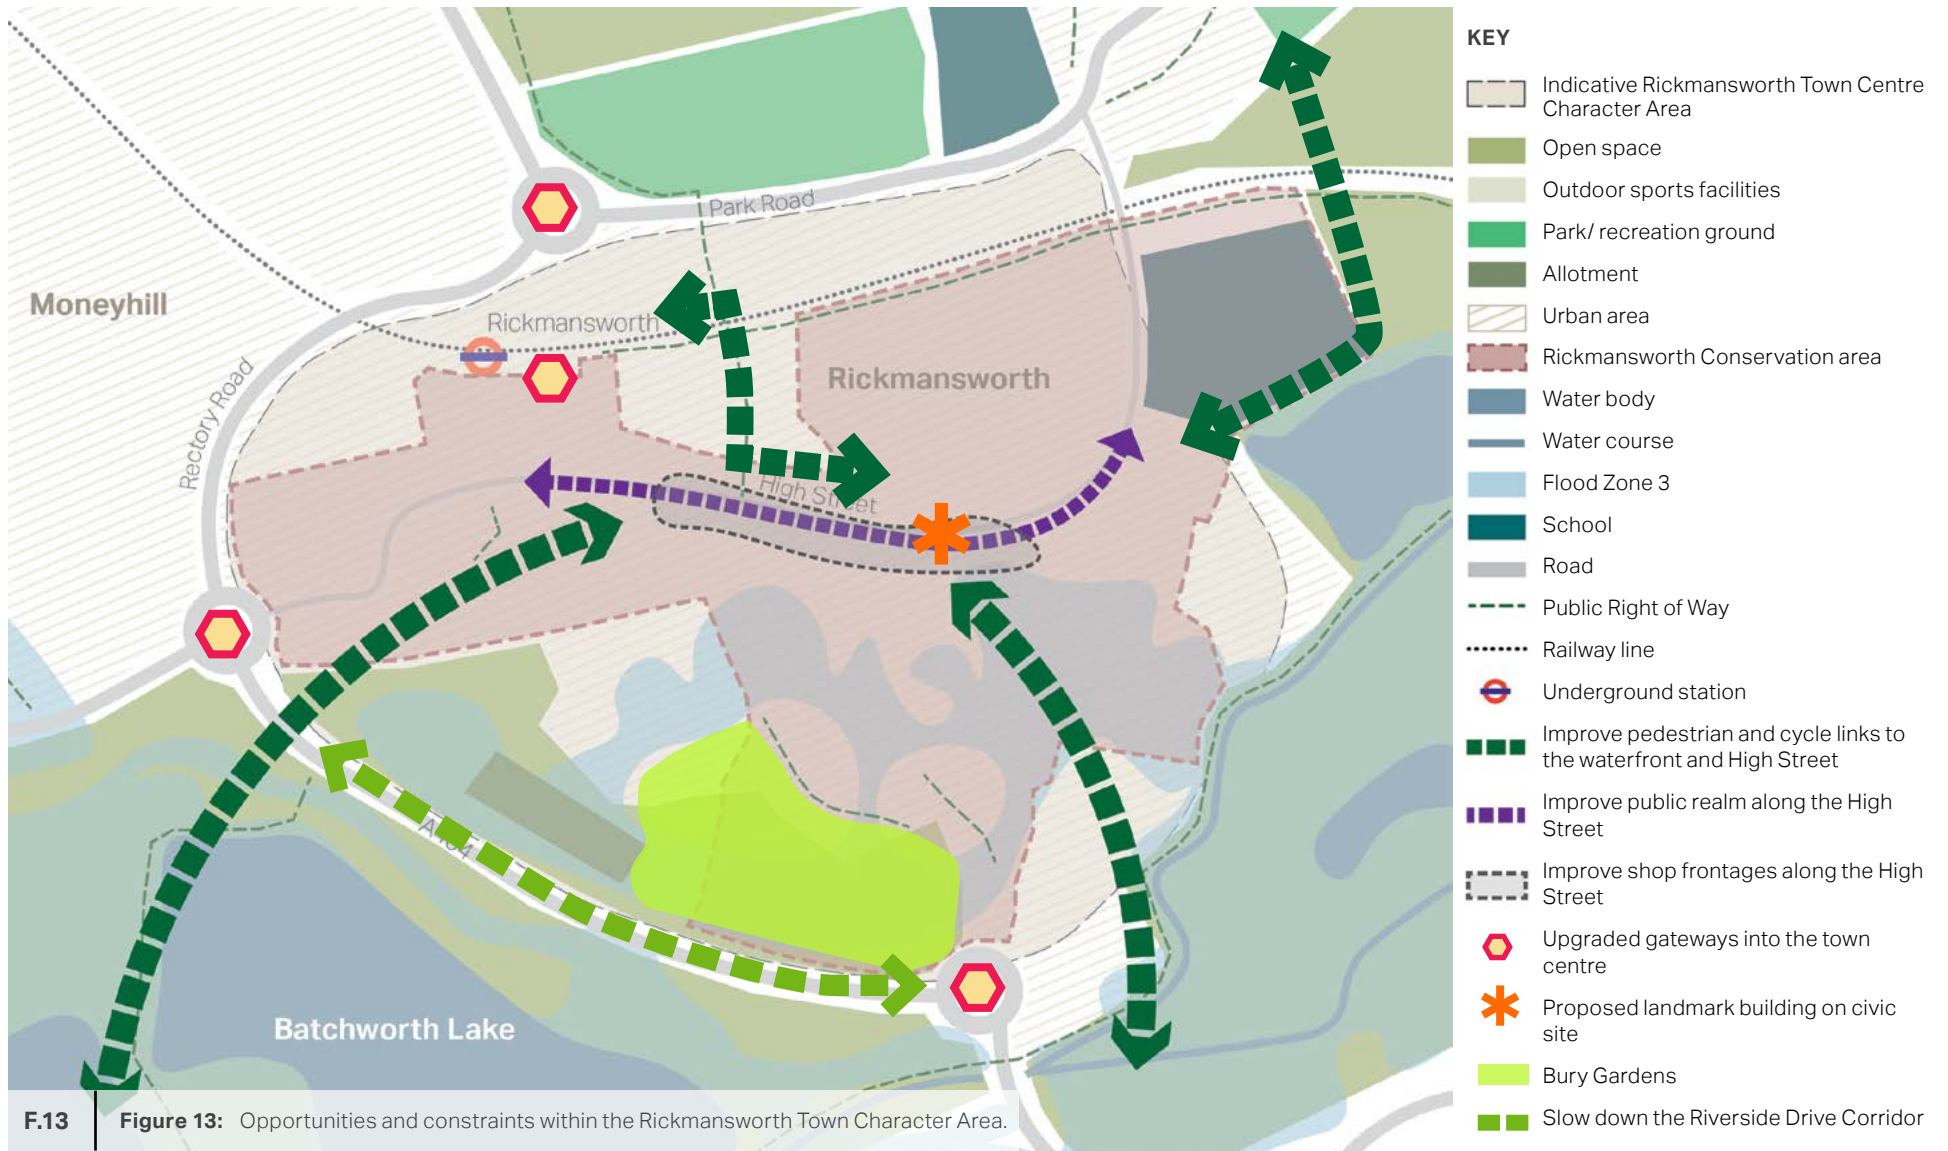 Park Road
Moneyhill
Rickmansworth
Rectory Road
Rickmansworth
High Street
A404
Batchworth Lake
F.13 Figure 13: Opportunities and constraints within the Rickmansworth Town Character Area.
KEY
Indicative Rickmansworth Town Centre
Character Area
Open space
Outdoor sports facilities
Park/ recreation ground
Allotment
Urban area
Rickmansworth Conservation area
Water body
Water course
Flood Zone 3
School
Road
Public Right of Way
Railway line
Underground station
Improve pedestrian and cycle links to
the waterfront and High Street
Improve public realm along the High
Street
Improve shop frontages along the High
Street
Upgraded gateways into the town
centre
Proposed landmark building on civic
site
Bury Gardens
Slow down the Riverside Drive Corridor